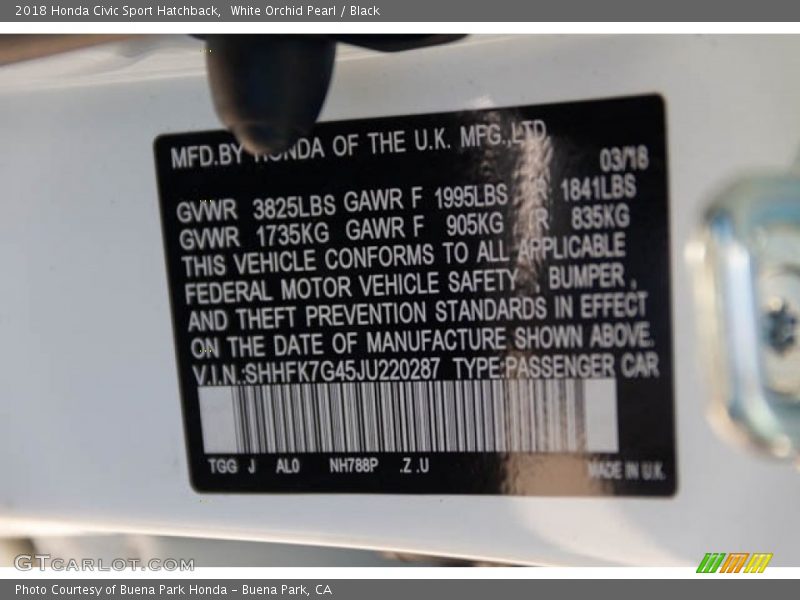 2018 Honda Civic Sport Hatchback,  White Orchid Pearl / Black
MFD.BY HONDA OF THE U.K. MFG.,LTD
03/18
GVWR 3825LBS GAWR F 1995LBS R 1841LBS
GVWR 1735KG GAWR F 905KG R 835KG
THIS VEHICLE CONFORMS TO ALL APPLICABLE
FEDERAL MOTOR VEHICLE SAFETY , BUMPER ,
AND THEFT PREVENTION STANDARDS IN EFFECT
ON THE DATE OF MANUFACTURE SHOWN ABOVE.
V.I.N.:SHHFK7G45JU220287 TYPE:PASSENGER CAR
TGG J AL0 NH788P .Z .U MADE IN U.K.
GTcarlot.com
Photo Courtesy of Buena Park Honda - Buena Park, CA